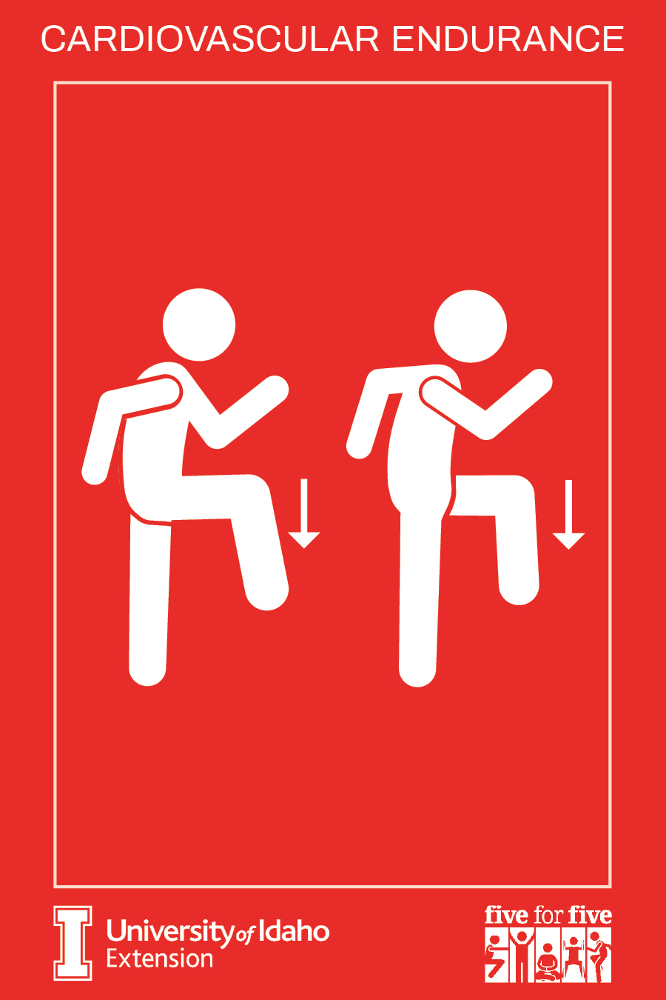 CARDIOVASCULAR ENDURANCE
I
University of Idaho
Extension
five for five